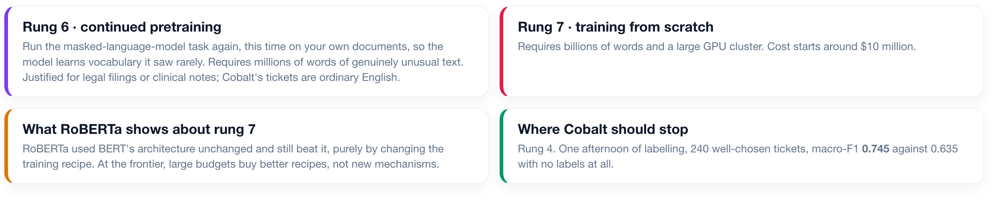 Rung 6 · continued pretraining
Run the masked-language-model task again, this time on your own documents, so the
model learns vocabulary it saw rarely. Requires millions of words of genuinely unusual text.
Justified for legal filings or clinical notes; Cobalt's tickets are ordinary English.
Rung 7 · training from scratch
Requires billions of words and a large GPU cluster. Cost starts around $10 million.
What RoBERTa shows about rung 7
RoBERTa used BERT's architecture unchanged and still beat it, purely by changing the
training recipe. At the frontier, large budgets buy better recipes, not new mechanisms.
Where Cobalt should stop
Rung 4. One afternoon of labelling, 240 well-chosen tickets, macro-F1 0.745 against 0.635
with no labels at all.